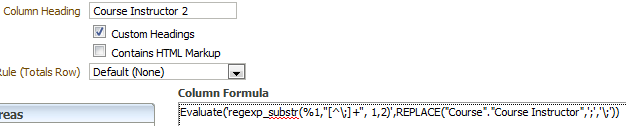 Column Heading Course Instructor 2
Custom Headings
Contains HTML Markup
Rule (Totals Row) Default (None)
Column Formula
reas
Evaluate('regexp_substr(%1,"[^\;]+", 1,2)',REPLACE("Course"."Course Instructor",';','\;'))